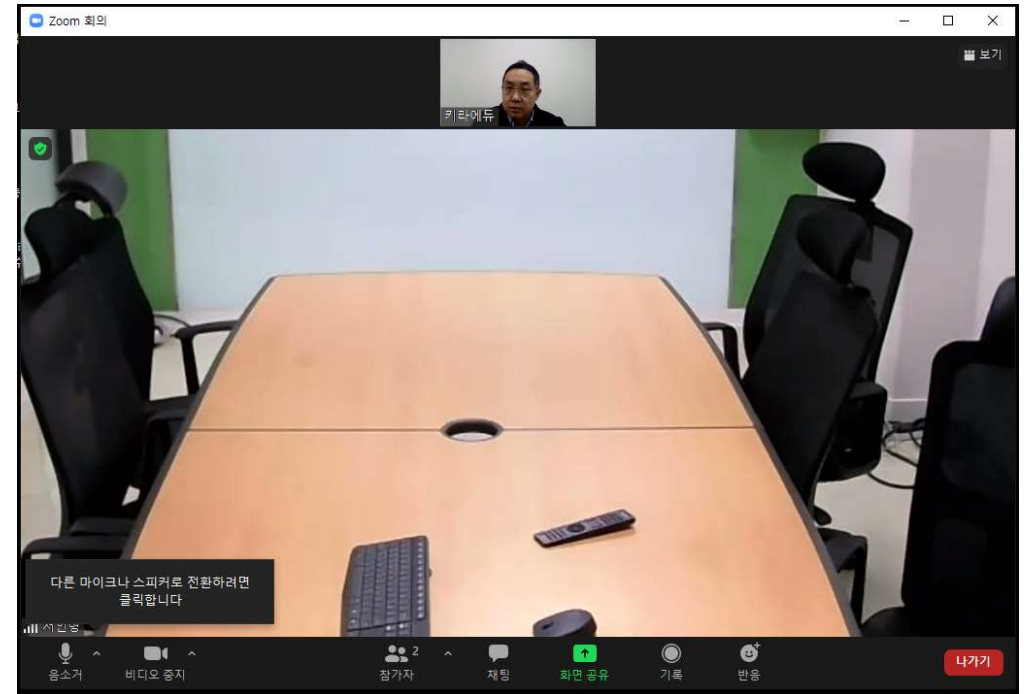 Zoom 회의
보기
키라에듀
다른 마이크나 스피커로 전환하려면
클릭합니다
음소거
비디오 중지
2
참가자
채팅
화면 공유
기록
반응
나가기